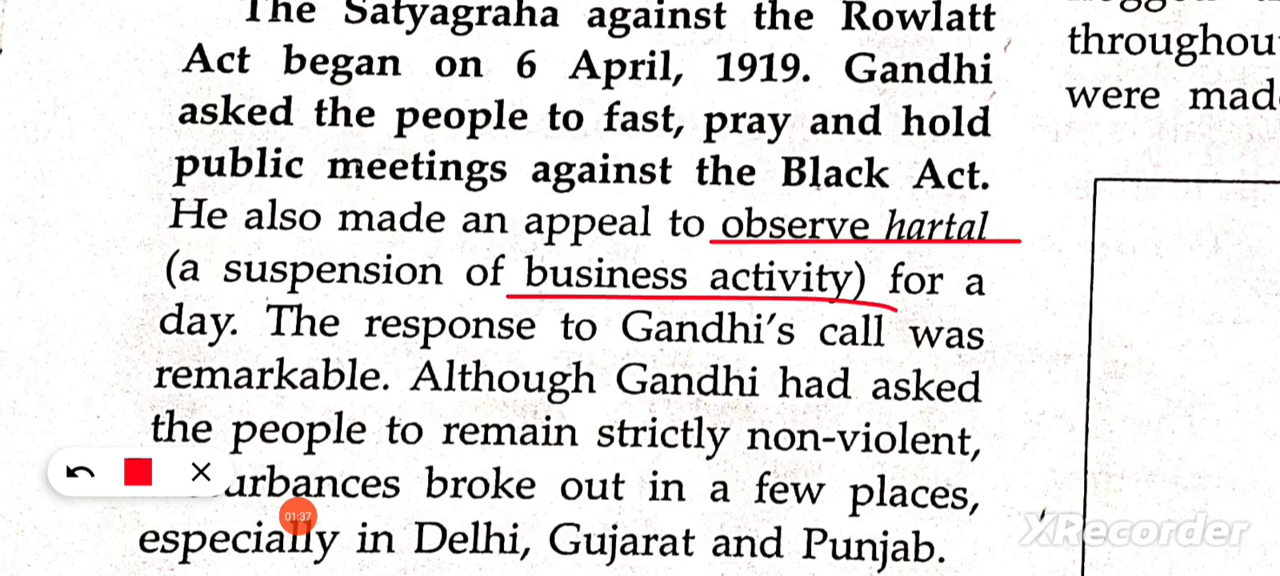 The Satyagraha against the Rowlatt
Act began on 6 April, 1919. Gandhi
asked the people to fast, pray and hold
public meetings against the Black Act.
He also made an appeal to observe hartal
(a suspension of business activity) for a
day. The response to Gandhi's call was
remarkable. Although Gandhi had asked
the people to remain strictly non-violent,
urbances broke out in a few places,
especially in Delhi, Gujarat and Punjab.
throughou
were mad
01:37
XRecorder